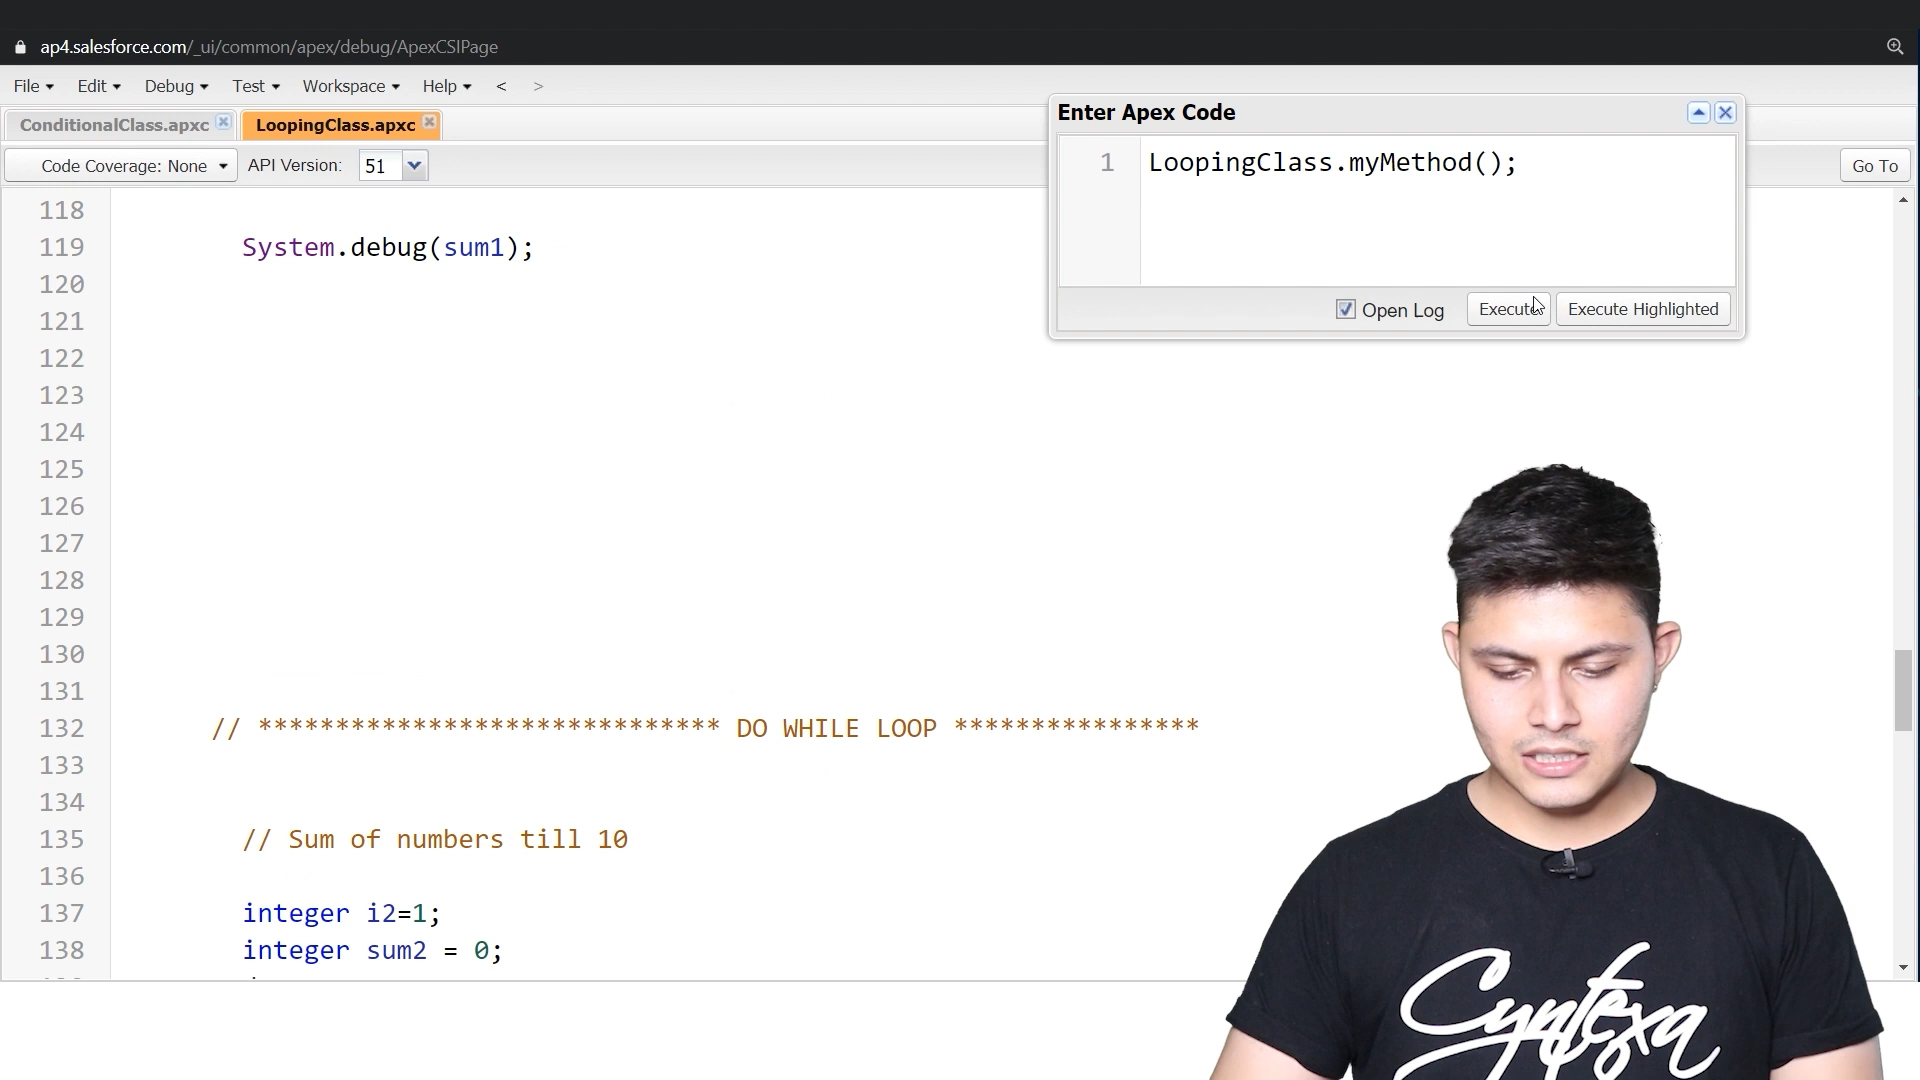 ap4.salesforce.com/_ui/common/apex/debug/ApexCSIPage
File Edit Debug Test Workspace Help < >
ConditionalClass.apxc LoopingClass.apxc
Code Coverage: None API Version: 51 Go To
Enter Apex Code
1 LoopingClass.myMethod();
Open Log Execute Execute Highlighted
118
119 System.debug(sum1);
120
121
122
123
124
125
126
127
128
129
130
131
132 // ****************************** DO WHILE LOOP ****************
133
134
135 // Sum of numbers till 10
136
137 integer i2=1;
138 integer sum2 = 0;
Cyntexa